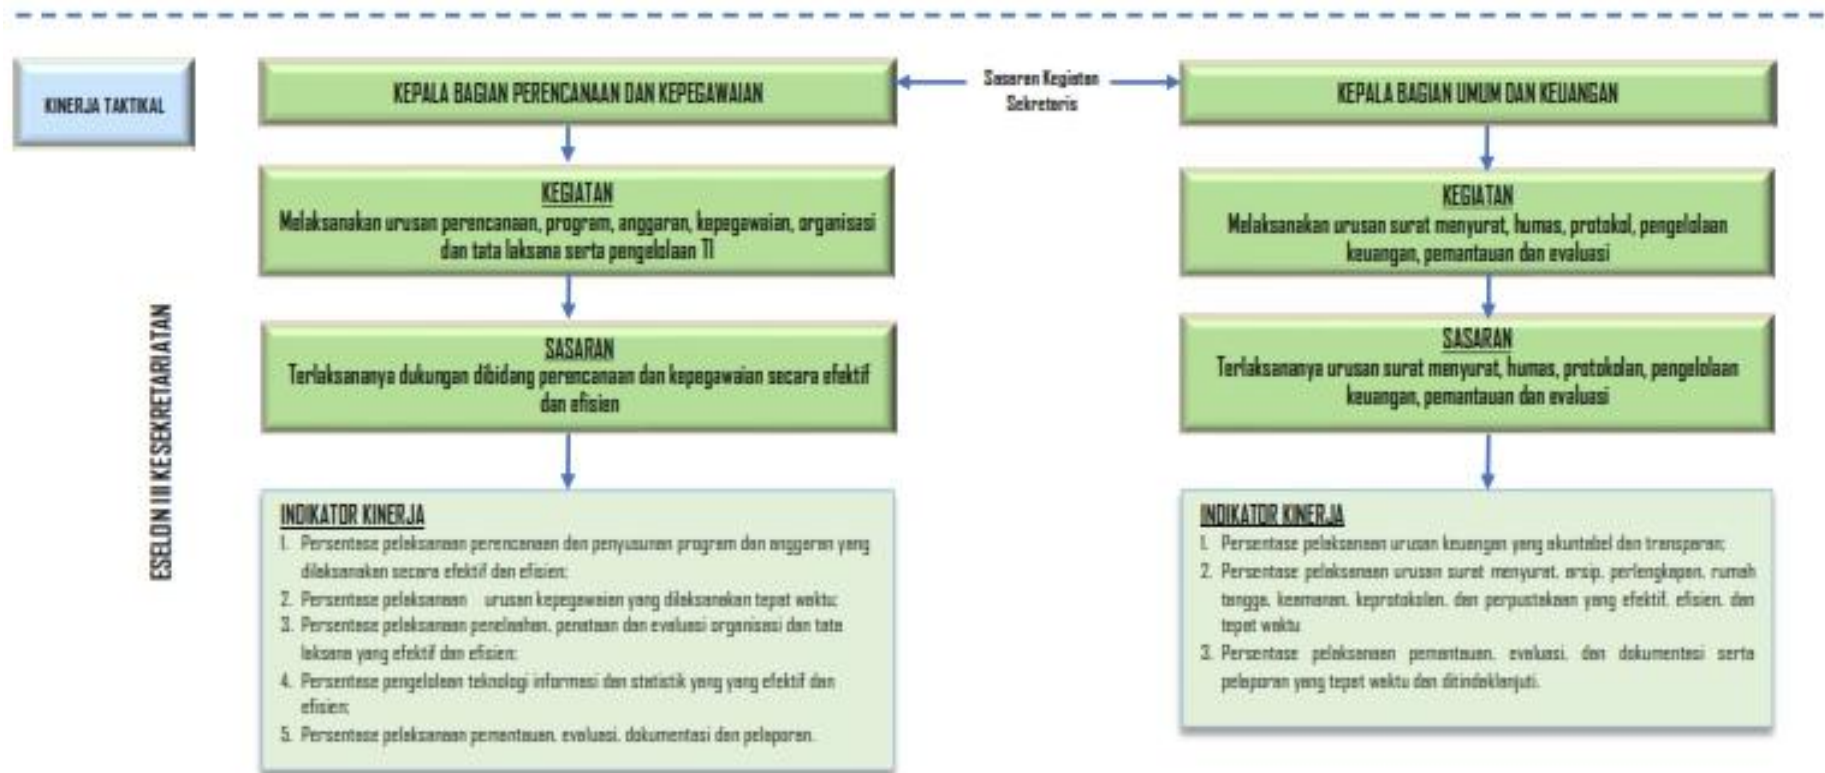 KINERJA TAKTIKAL
ESELON III KESEKRETARIATAN
KEPALA BAGIAN PERENCANAAN DAN KEPEGAWAIAN
Sasaran Kegiatan
Sekretaris
KEPALA BAGIAN UMUM DAN KEUANGAN
KEGIATAN
Melaksanakan urusan perencanaan, program, anggaran, kepegawaian, organisasi
dan tata laksana serta pengelolaan TI
SASARAN
Terlaksananya dukungan dibidang perencanaan dan kepegawaian secara efektif
dan efisien
INDIKATOR KINERJA
1. Persentase pelaksanaan perencanaan dan penyusunan program dan anggaran yang
dilaksanakan secara efektif dan efisien;
2. Persentase pelaksanaan urusan kepegawaian yang dilaksanakan tepat waktu;
3. Persentase pelaksanaan penelaahan, penataan dan evaluasi organisasi dan tata
laksana yang efektif dan efisien;
4. Persentase pengelolaan teknologi informasi dan statistik yang yang efektif dan
efisien;
5. Persentase pelaksanaan pemantauan, evaluasi, dokumentasi dan pelaporan.
KEGIATAN
Melaksanakan urusan surat menyurat, humas, protokol, pengelolaan
keuangan, pemantauan dan evaluasi
SASARAN
Terlaksananya urusan surat menyurat, humas, protokolan, pengelolaan
keuangan, pemantauan dan evaluasi
INDIKATOR KINERJA
1. Persentase pelaksanaan urusan keuangan yang akuntabel dan transparan;
2. Persentase pelaksanaan urusan surat menyurat, arsip, perlengkapan, rumah
tangga, keamanan, keprotokolan, dan perpustakaan yang efektif, efisien, dan
tepat waktu
3. Persentase pelaksanaan pemantauan, evaluasi, dan dokumentasi serta
pelaporan yang tepat waktu dan ditindaklanjuti.